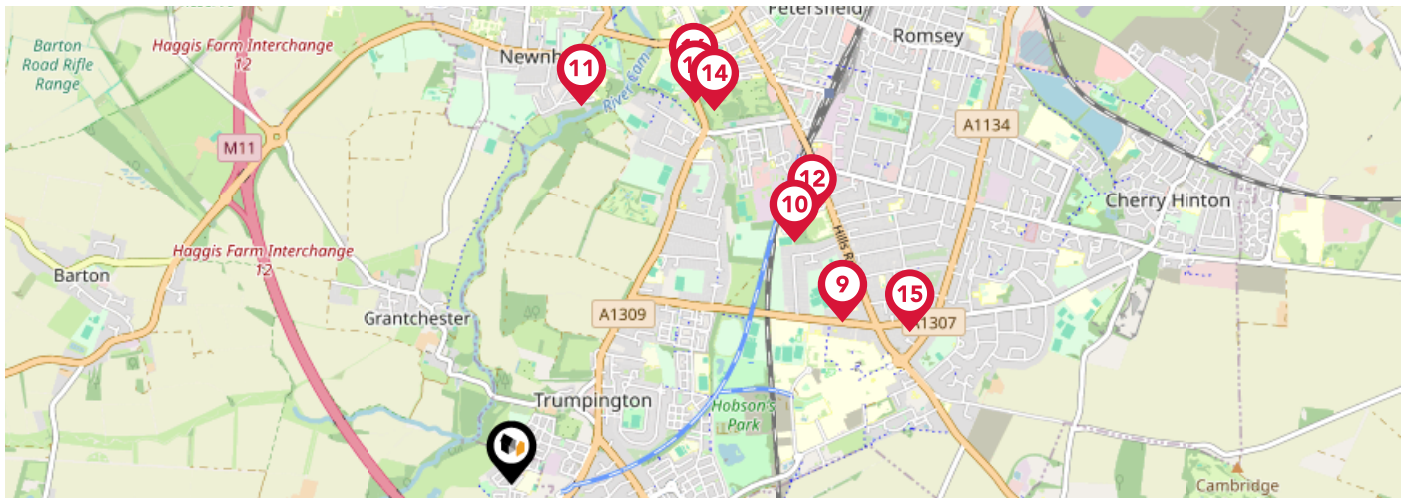 Petersfield
Romsey
Barton
Road Rifle
Range
Haggis Farm Interchange
12
11
14
River Cam
A1134
M11
12
10
Cherry Hinton
Hills R
Haggis Farm Interchange
12
Barton
9
15
Grantchester
A1309
A1307
Trumpington
Hobson's
Park
Cambridge